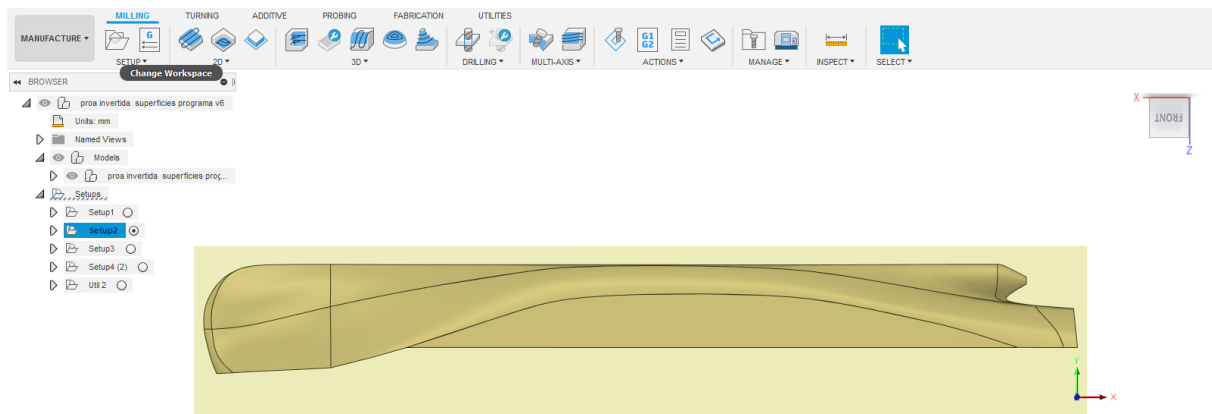 MILLING TURNING ADDITIVE PROBING FABRICATION UTILITIES
MANUFACTURE
G
G1
G2
SETUP 2D 3D DRILLING MULTI-AXIS ACTIONS MANAGE INSPECT SELECT
Change Workspace
BROWSER
proa invertida superficies programa v6
Units: mm
Named Views
Models
proa invertida superficies proç...
Setups
Setup1
Setup2
Setup3
Setup4 (2)
Util 2
X
FRONT
Z
Y
X